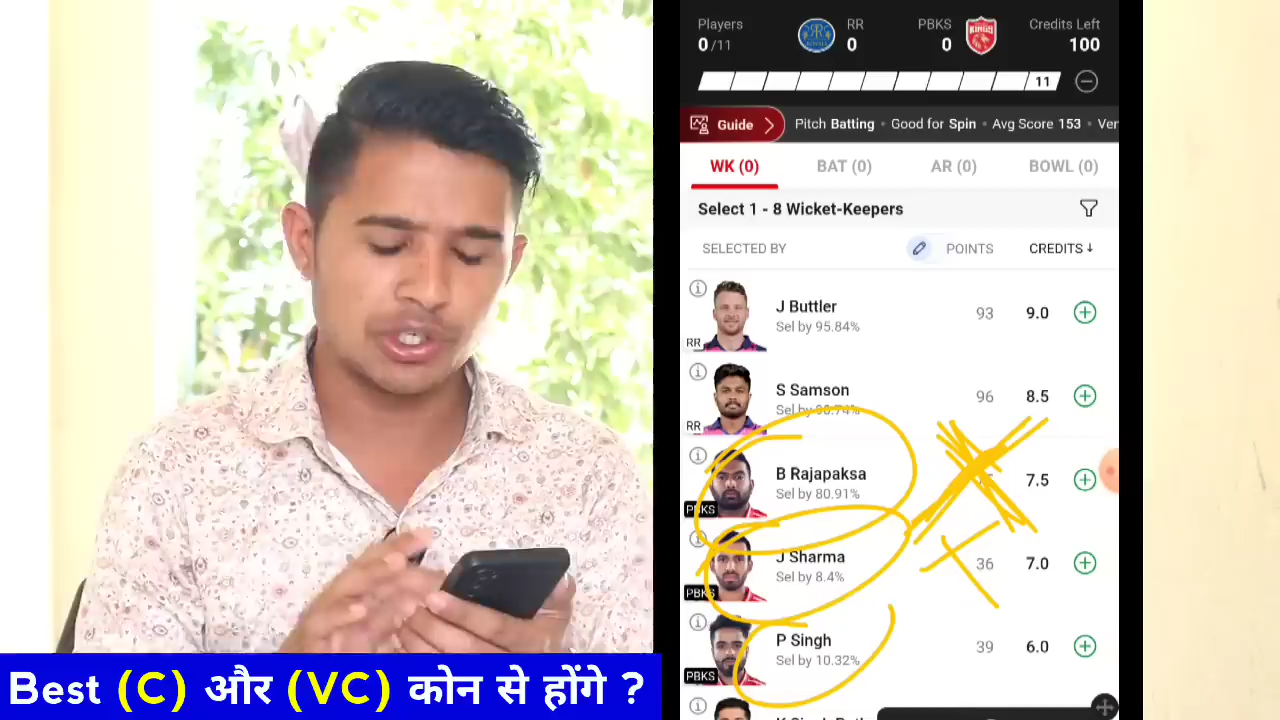 Players
0 /11
RR
0
PBKS
0
Credits Left
100
11
Guide
Pitch Batting • Good for Spin • Avg Score 153 • Ver
WK (0) BAT (0) AR (0) BOWL (0)
Select 1 - 8 Wicket-Keepers
SELECTED BY POINTS CREDITS ↓
J Buttler 93 9.0
Sel by 95.84%
RR
S Samson 96 8.5
Sel by
RR
B Rajapaksa 7.5
Sel by 80.91%
PBKS
J Sharma 36 7.0
Sel by 8.4%
PBKS
P Singh 39 6.0
Sel by 10.32%
PBKS
Best (C) और (VC) कोन से होंगे ?